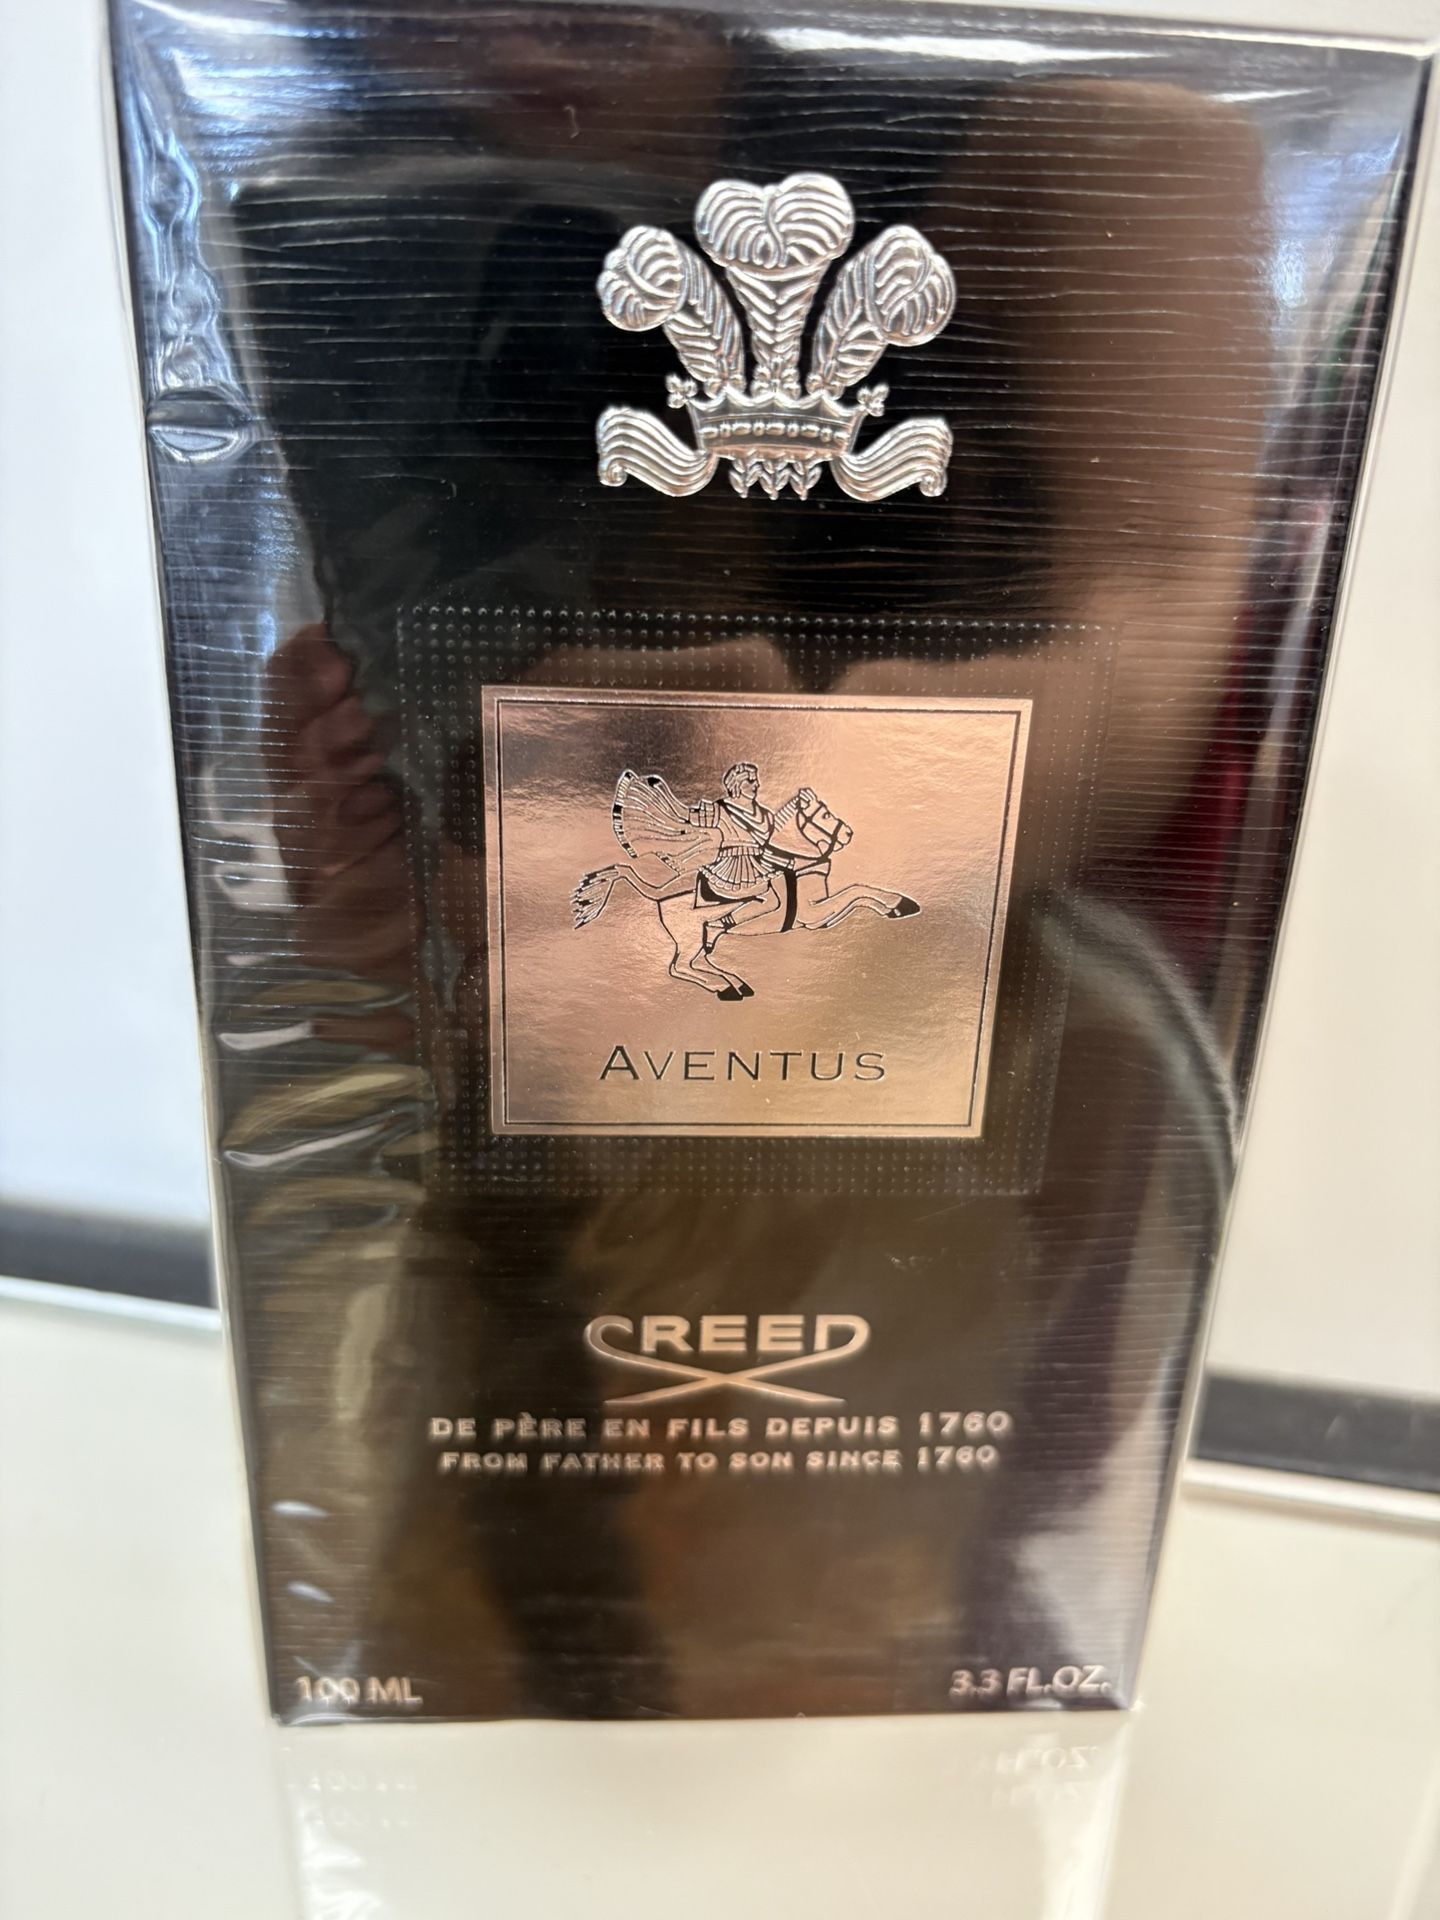 AVENTUS
CREED
DE PÈRE EN FILS DEPUIS 1760
FROM FATHER TO SON SINCE 1760
100 ML
3.3 FL.OZ.